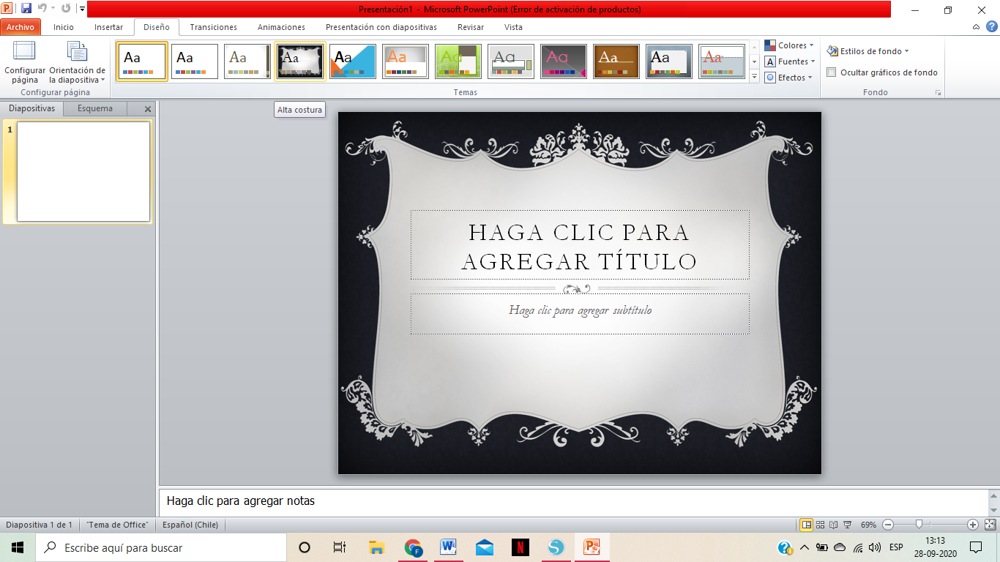 Presentación1 - Microsoft PowerPoint (Error de activación de productos)
Archivo Inicio Insertar Diseño Transiciones Animaciones Presentación con diapositivas Revisar Vista
Aa Aa Aa Aa Aa Aa Aa Aa Aa Aa Aa Aa
Colores
Fuentes
Efectos
Estilos de fondo
Ocultar gráficos de fondo
Configurar página
Orientación de la diapositiva
Configurar página
Temas
Fondo
Diapositivas Esquema
Alta costura
1
HAGA CLIC PARA
AGREGAR TÍTULO
Haga clic para agregar subtítulo
Haga clic para agregar notas
Diapositiva 1 de 1 "Tema de Office" Español (Chile) 69%
Escribe aquí para buscar
ESP
13:13
28-09-2020